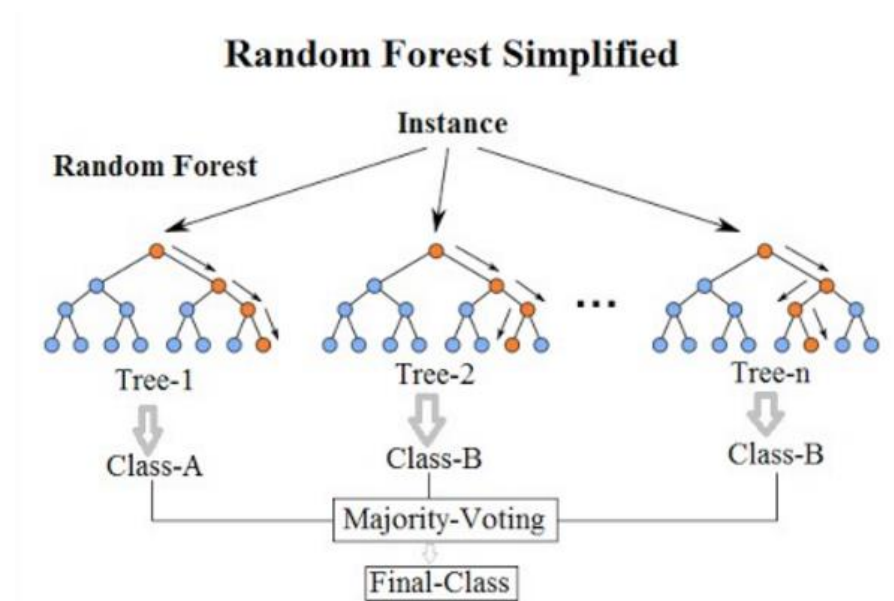 Random Forest Simplified
Instance
Random Forest
...
Tree-1
Tree-2
Tree-n
Class-A
Class-B
Class-B
Majority-Voting
Final-Class